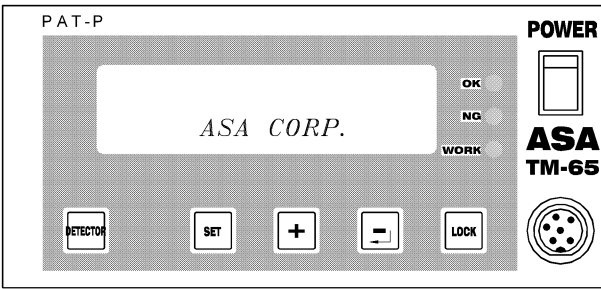 PAT-P
POWER
OK
NG
ASA CORP.
WORK
ASA
TM-65
DETECTOR
SET
+
-
LOCK